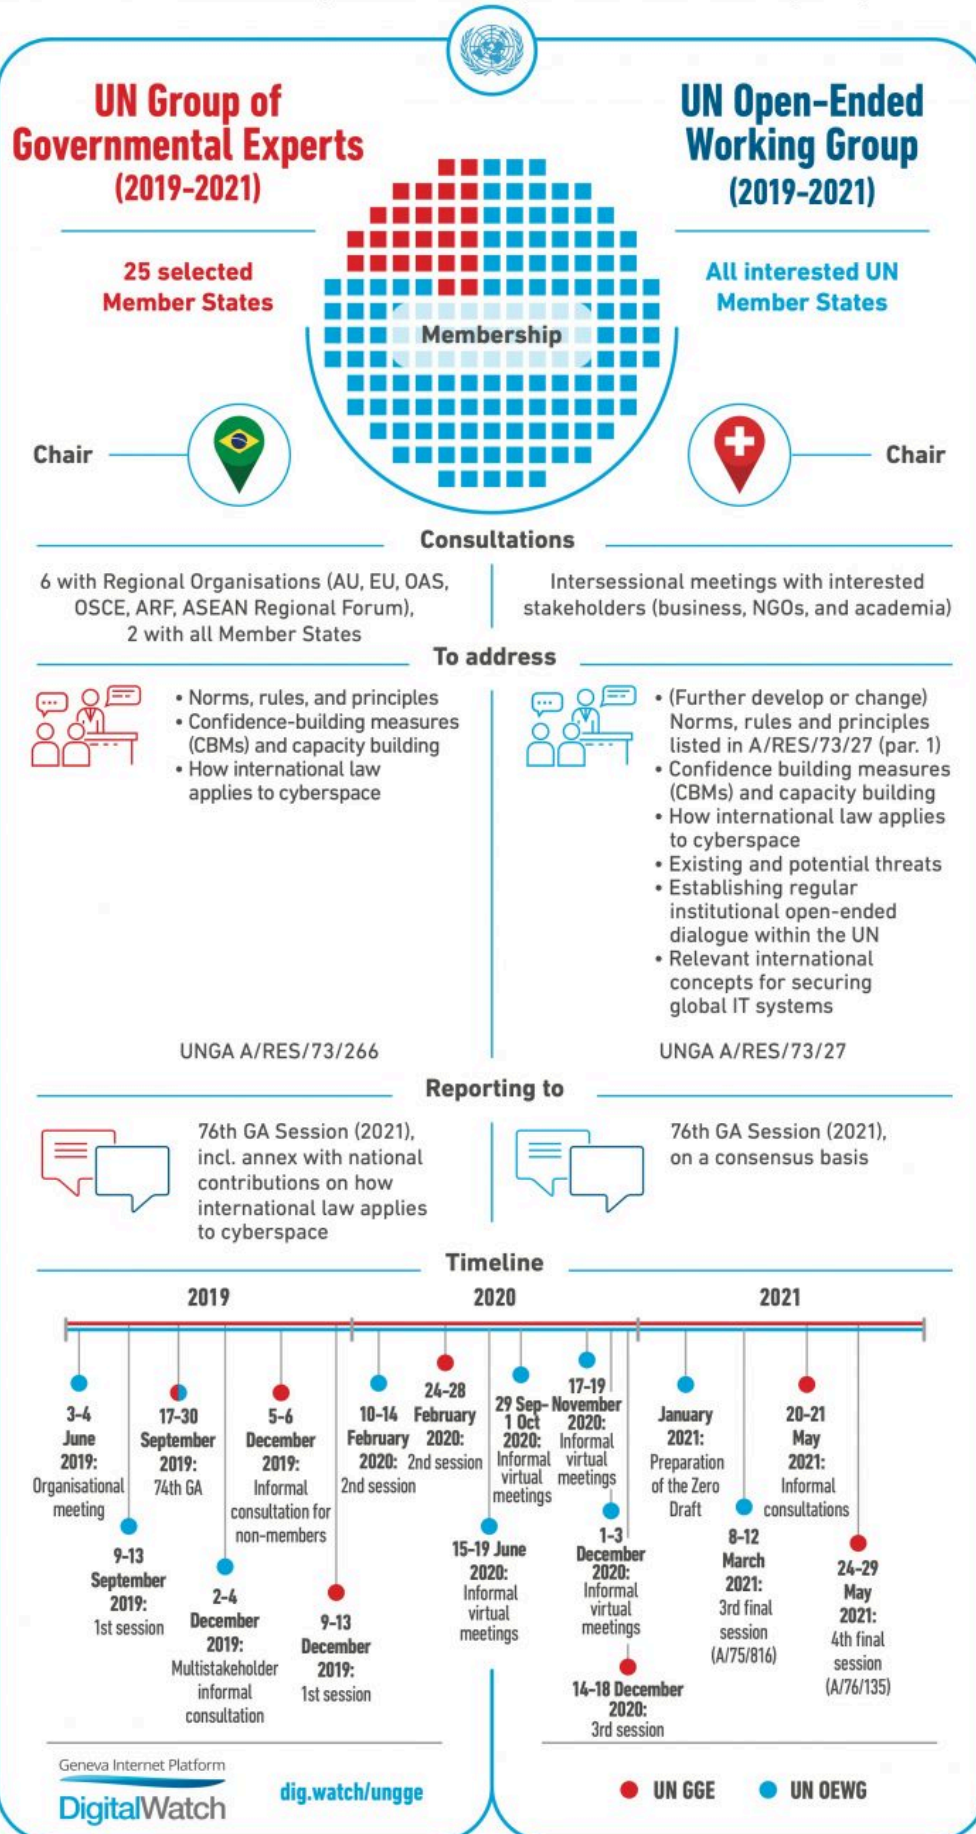 UN Group of
Governmental Experts
(2019-2021)
25 selected
Member States
UN Open-Ended
Working Group
(2019-2021)
All interested UN
Member States
Membership
Chair
Chair
Consultations
6 with Regional Organisations (AU, EU, OAS,
OSCE, ARF, ASEAN Regional Forum),
2 with all Member States
Intersessional meetings with interested
stakeholders (business, NGOs, and academia)
To address
• Norms, rules, and principles
• Confidence-building measures
(CBMs) and capacity building
• How international law
applies to cyberspace
UNGA A/RES/73/266
• (Further develop or change)
Norms, rules and principles
listed in A/RES/73/27 (par. 1)
• Confidence building measures
(CBMs) and capacity building
• How international law applies
to cyberspace
• Existing and potential threats
• Establishing regular
institutional open-ended
dialogue within the UN
• Relevant international
concepts for securing
global IT systems
UNGA A/RES/73/27
Reporting to
76th GA Session (2021),
incl. annex with national
contributions on how
international law applies
to cyberspace
76th GA Session (2021),
on a consensus basis
Timeline
2019
2020
2021
3-4
June
2019:
Organisational
meeting
9-13
September
2019:
1st session
17-30
September
2019:
74th GA
2-4
December
2019:
Multistakeholder
informal
consultation
5-6
December
2019:
Informal
consultation for
non-members
9-13
December
2019:
1st session
10-14
February
2020:
2nd session
24-28
February
2020:
2nd session
15-19 June
2020:
Informal
virtual
meetings
29 Sep-
1 Oct
2020:
Informal
virtual
meetings
17-19
November
2020:
Informal
virtual
meetings
1-3
December
2020:
Informal
virtual
meetings
14-18 December
2020:
3rd session
January
2021:
Preparation
of the Zero
Draft
8-12
March
2021:
3rd final
session
(A/75/816)
20-21
May
2021:
Informal
consultations
24-29
May
2021:
4th final
session
(A/76/135)
Geneva Internet Platform
DigitalWatch
dig.watch/ungge
UN GGE
UN OEWG